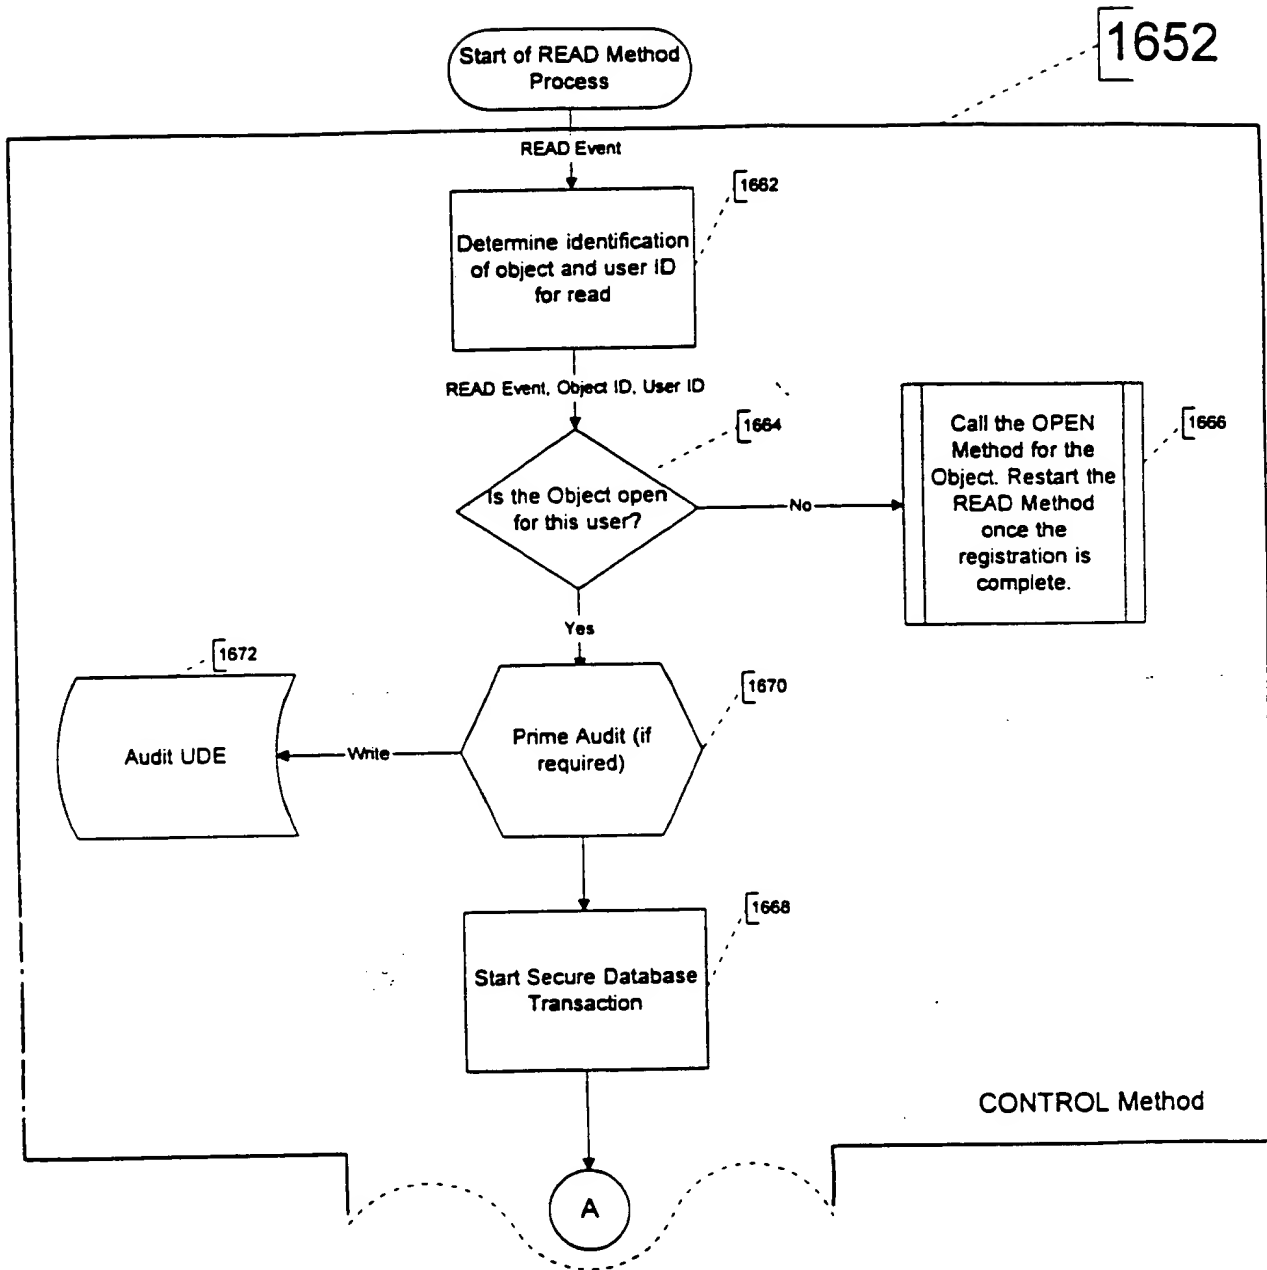 1652
Start of READ Method
Process
READ Event
1662
Determine identification
of object and user ID
for read
READ Event, Object ID, User ID
1664
Is the Object open
for this user?
No
Call the OPEN
Method for the
Object. Restart the
READ Method
once the
registration is
complete.
1666
Yes
1672
Audit UDE
Write
Prime Audit (if
required)
1670
1668
Start Secure Database
Transaction
CONTROL Method
A